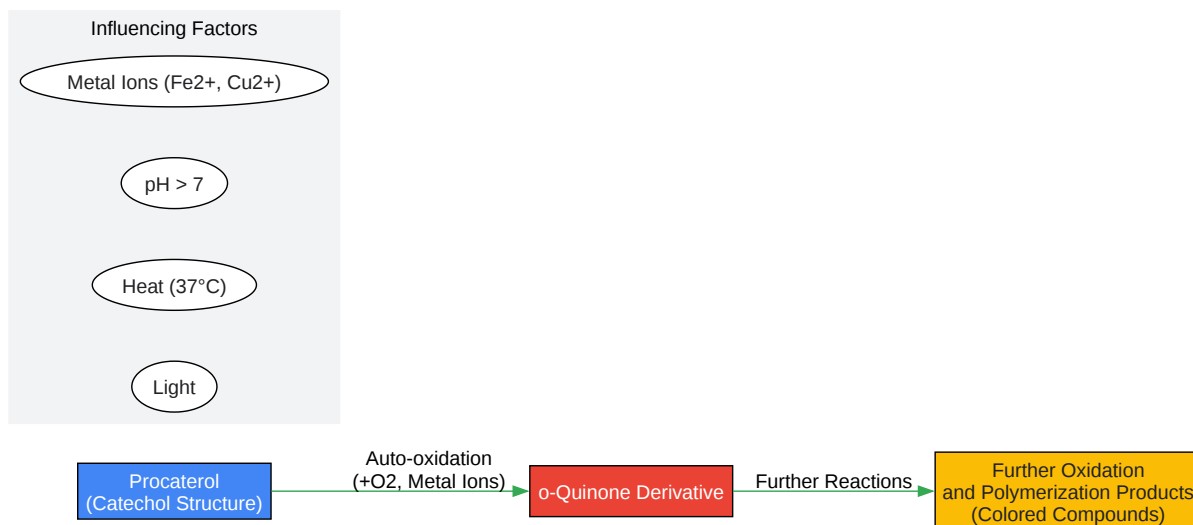 Influencing Factors
Metal Ions (Fe2+, Cu2+)
pH > 7
Heat (37°C)
Light
Procaterol
(Catechol Structure)
Auto-oxidation
(+O2, Metal Ions)
o-Quinone Derivative
Further Reactions
Further Oxidation
and Polymerization Products
(Colored Compounds)